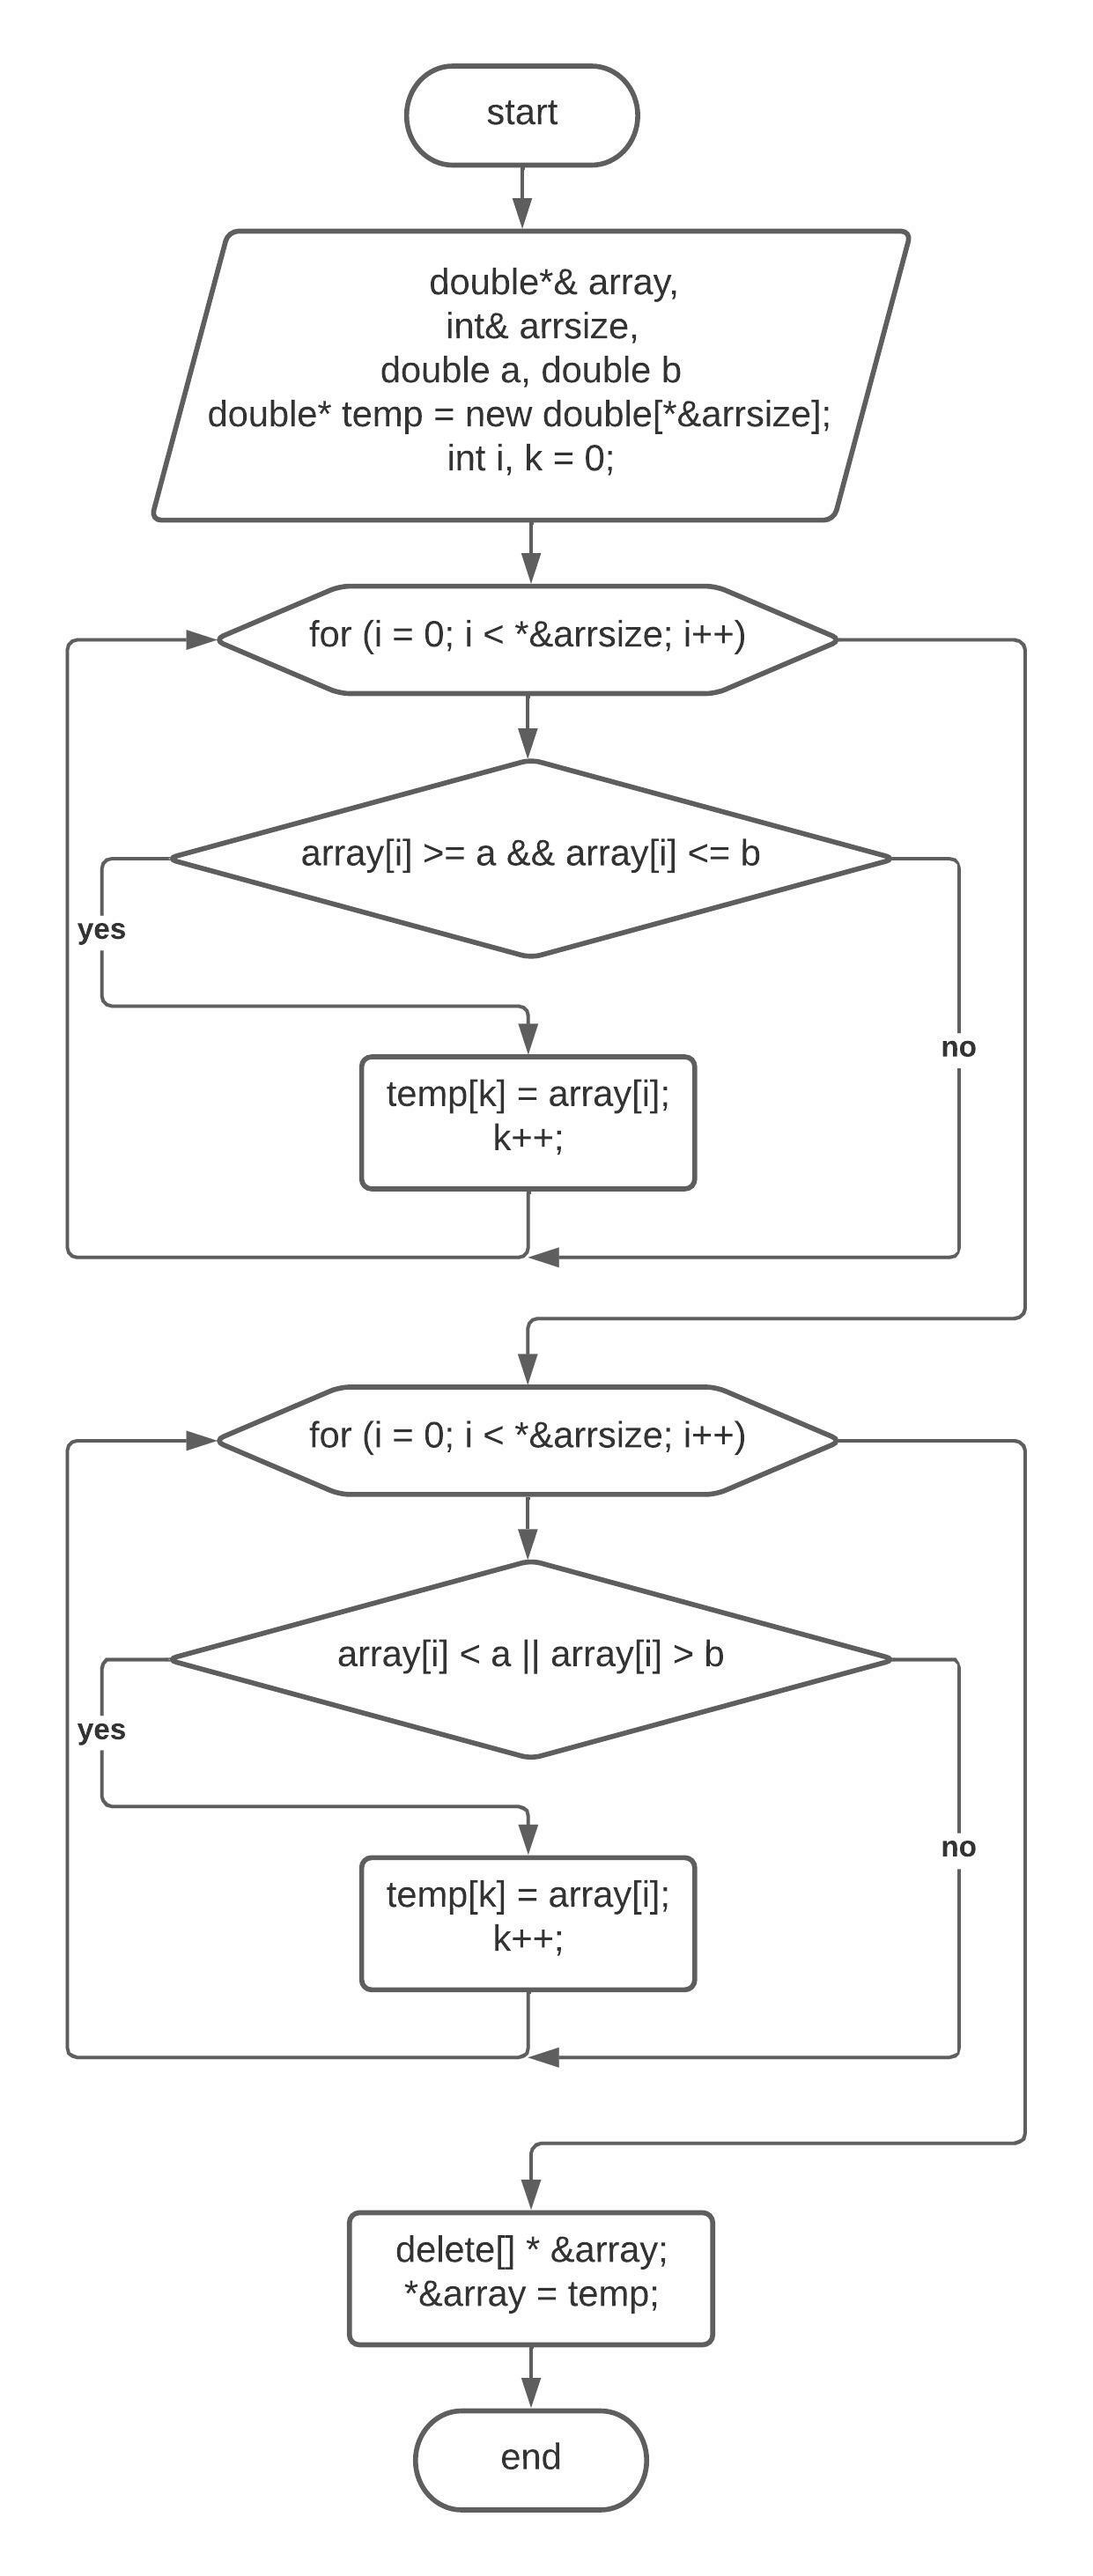 start
double*& array,
int& arrsize,
double a, double b
double* temp = new double[*&arrsize];
int i, k = 0;
for (i = 0; i < *&arrsize; i++)
array[i] >= a && array[i] <= b
yes
no
temp[k] = array[i];
k++;
for (i = 0; i < *&arrsize; i++)
array[i] < a || array[i] > b
yes
no
temp[k] = array[i];
k++;
delete[] * &array;
*&array = temp;
end